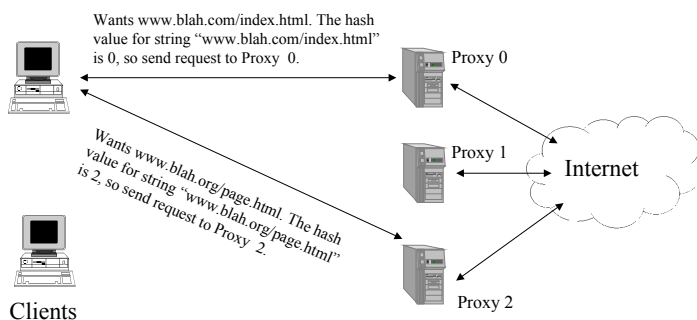 Wants www.blah.com/index.html. The hash
value for string “www.blah.com/index.html”
is 0, so send request to Proxy 0.
Proxy 0
Wants www.blah.org/page.html. The hash
value for string “www.blah.org/page.html”
is 2, so send request to Proxy 2.
Proxy 1
Internet
Proxy 2
Clients